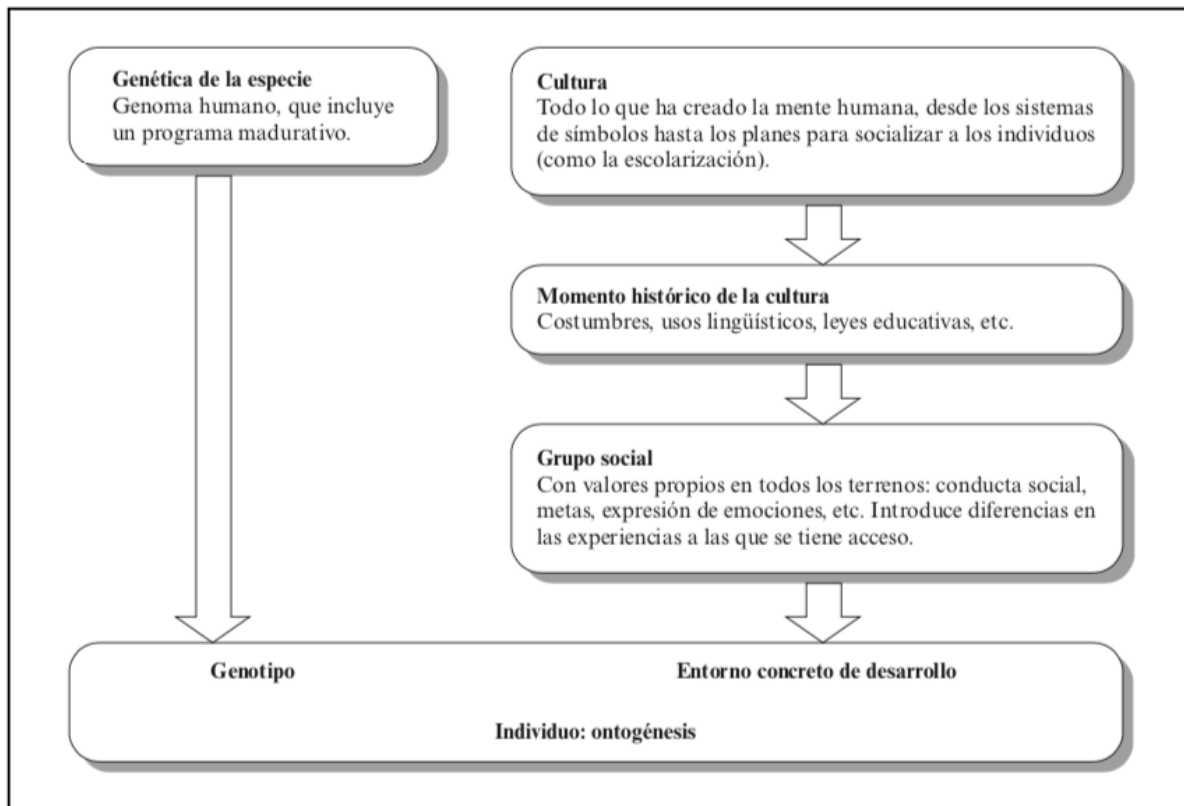 Genética de la especie
Genoma humano, que incluye
un programa madurativo.
Cultura
Todo lo que ha creado la mente humana, desde los sistemas
de símbolos hasta los planes para socializar a los individuos
(como la escolarización).
Momento histórico de la cultura
Costumbres, usos lingüísticos, leyes educativas, etc.
Grupo social
Con valores propios en todos los terrenos: conducta social,
metas, expresión de emociones, etc. Introduce diferencias en
las experiencias a las que se tiene acceso.
Genotipo
Entorno concreto de desarrollo
Individuo: ontogénesis